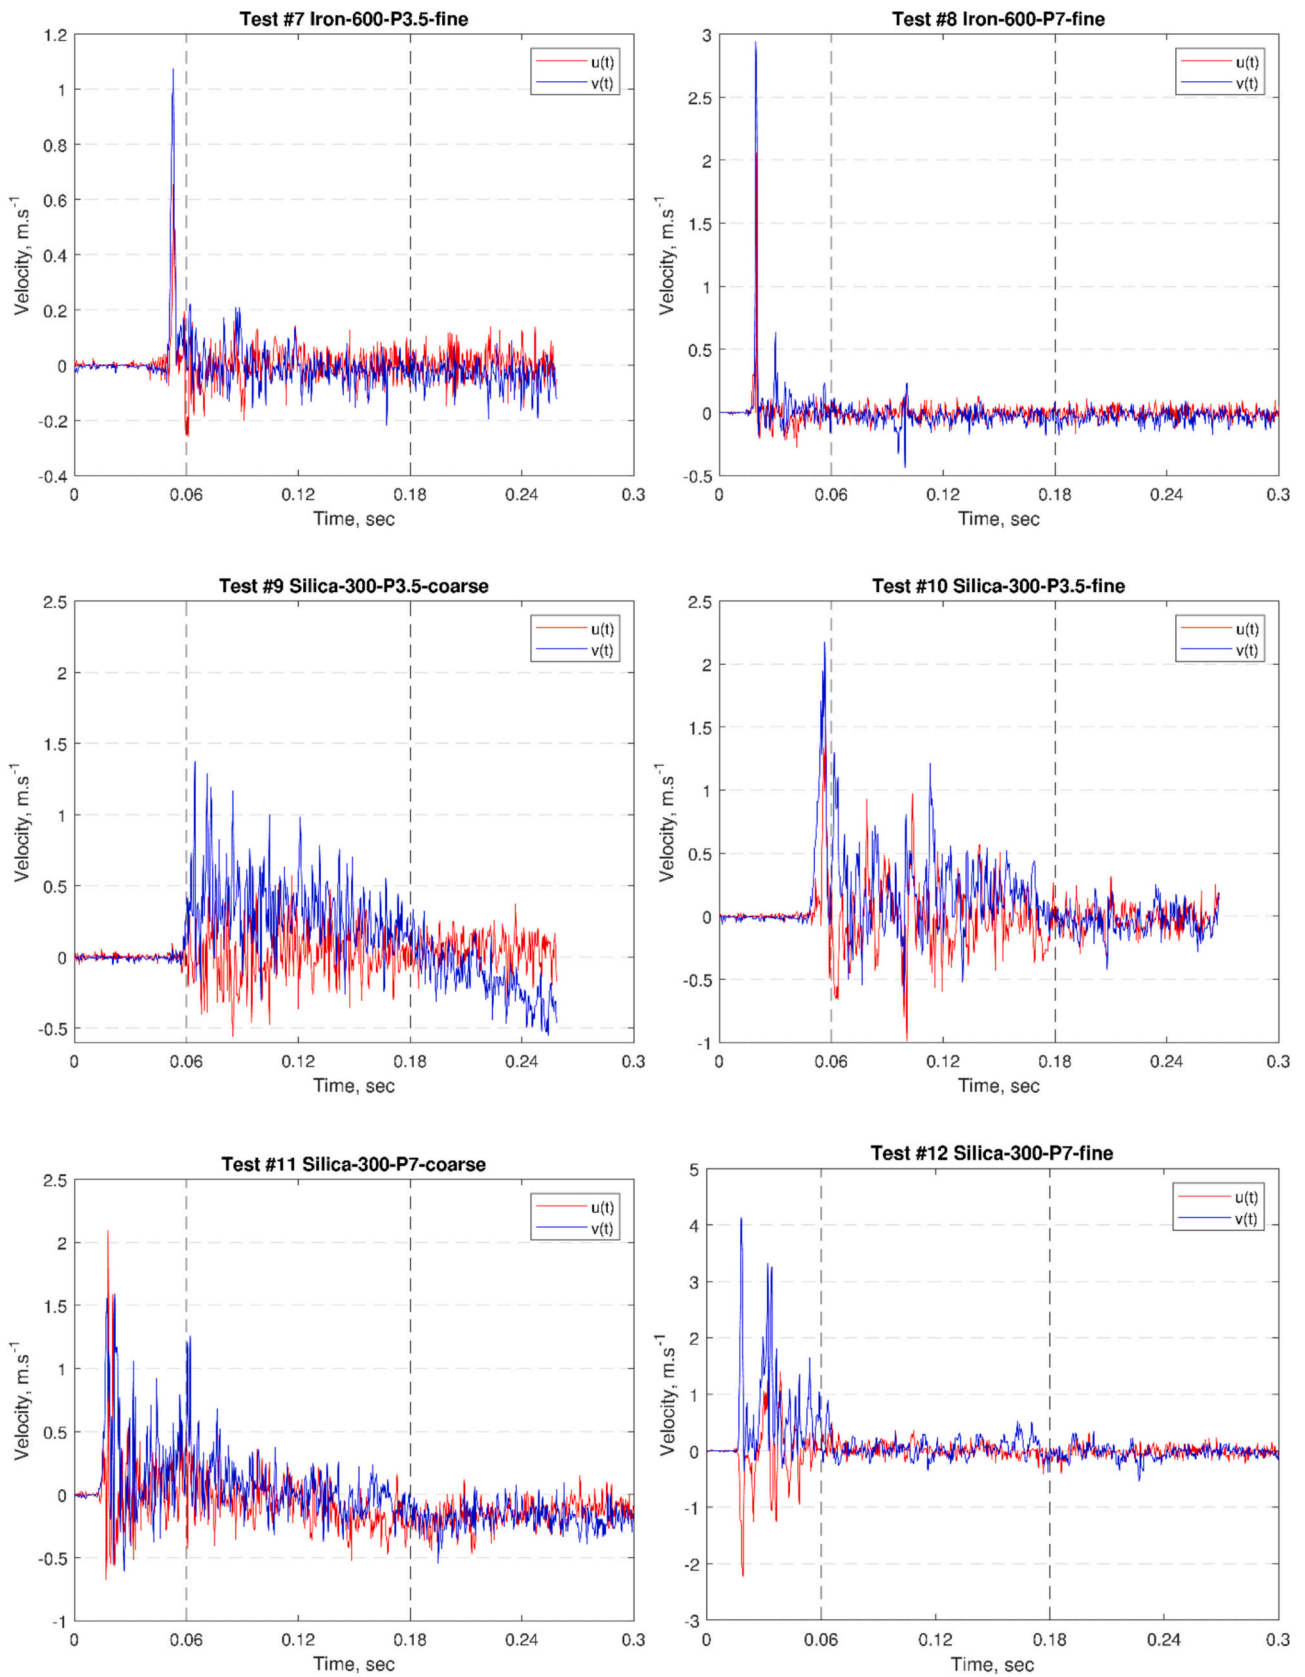 Test #7 Iron-600-P3.5-fine
1.2
1
0.8
0.6
0.4
0.2
0
-0.2
-0.4
Velocity, m.s-1
u(t)
v(t)
0 0.06 0.12 0.18 0.24 0.3
Time, sec
Test #8 Iron-600-P7-fine
3
2.5
2
1.5
1
0.5
0
-0.5
Velocity, m.s-1
u(t)
v(t)
0 0.06 0.12 0.18 0.24 0.3
Time, sec
Test #9 Silica-300-P3.5-coarse
2.5
2
1.5
1
0.5
0
-0.5
Velocity, m.s-1
u(t)
v(t)
0 0.06 0.12 0.18 0.24 0.3
Time, sec
Test #10 Silica-300-P3.5-fine
2.5
2
1.5
1
0.5
0
-0.5
-1
Velocity, m.s-1
u(t)
v(t)
0 0.06 0.12 0.18 0.24 0.3
Time, sec
Test #11 Silica-300-P7-coarse
2.5
2
1.5
1
0.5
0
-0.5
-1
Velocity, m.s-1
u(t)
v(t)
0 0.06 0.12 0.18 0.24 0.3
Time, sec
Test #12 Silica-300-P7-fine
5
4
3
2
1
0
-1
-2
-3
Velocity, m.s-1
u(t)
v(t)
0 0.06 0.12 0.18 0.24 0.3
Time, sec